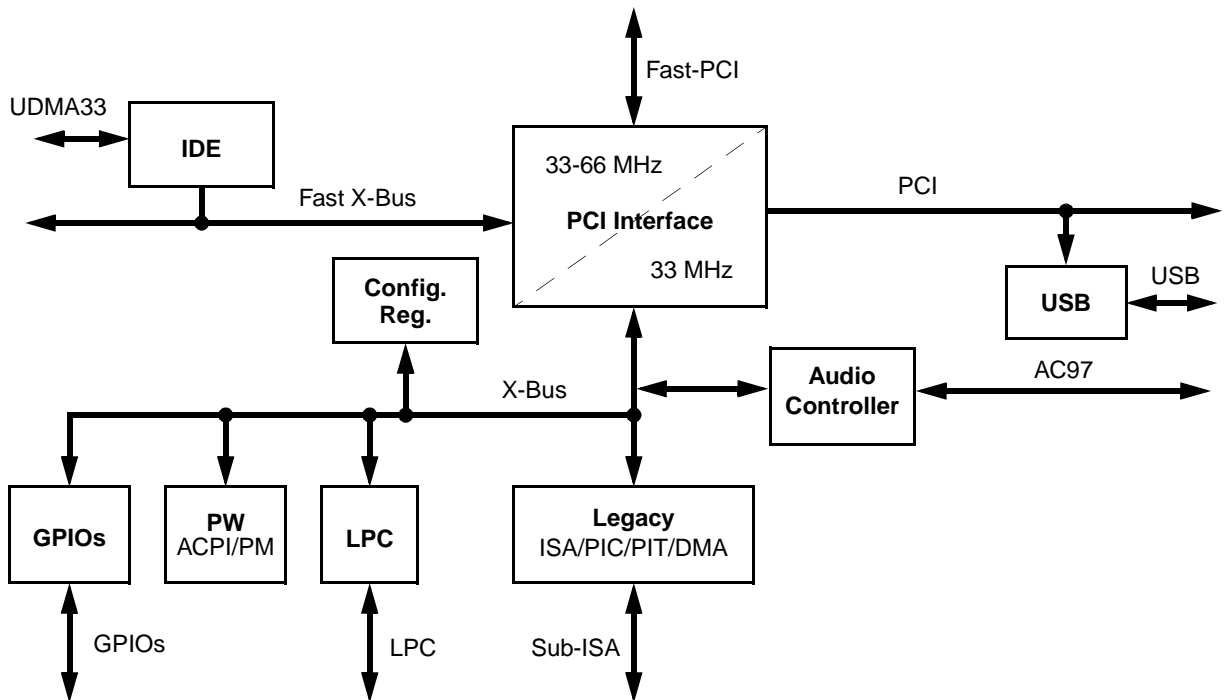 Fast-PCI
UDMA33
IDE
33-66 MHz
PCI
Fast X-Bus
PCI Interface
33 MHz
USB
Config.
Reg.
USB
Audio
Controller
AC97
X-Bus
GPIOs
PW
ACPI/PM
LPC
Legacy
ISA/PIC/PIT/DMA
GPIOs
LPC
Sub-ISA